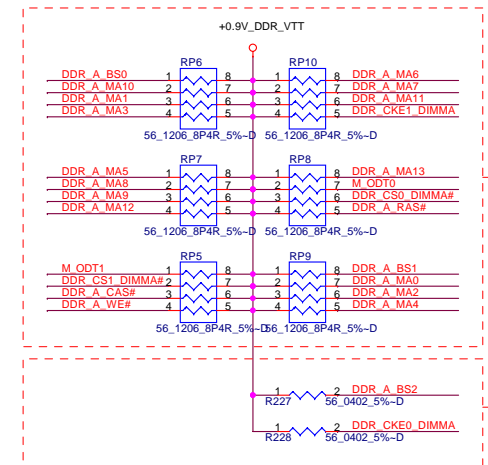 +0.9V_DDR_VTT
RP6 RP10
DDR_A_BS0 1 8 1 8 DDR_A_MA6
DDR_A_MA10 2 7 2 7 DDR_A_MA7
DDR_A_MA1 3 6 3 6 DDR_A_MA11
DDR_A_MA3 4 5 4 5 DDR_CKE1_DIMMA
56_1206_8P4R_5%~D 56_1206_8P4R_5%~D
RP7 RP8
DDR_A_MA5 1 8 1 8 DDR_A_MA13
DDR_A_MA8 2 7 2 7 M_ODT0
DDR_A_MA9 3 6 3 6 DDR_CS0_DIMMA#
DDR_A_MA12 4 5 4 5 DDR_A_RAS#
56_1206_8P4R_5%~D 56_1206_8P4R_5%~D
RP5 RP9
M_ODT1 1 8 1 8 DDR_A_BS1
DDR_CS1_DIMMA# 2 7 2 7 DDR_A_MA0
DDR_A_CAS# 3 6 3 6 DDR_A_MA2
DDR_A_WE# 4 5 4 5 DDR_A_MA4
56_1206_8P4R_5%~D 56_1206_8P4R_5%~D
1 2 DDR_A_BS2
R227 56_0402_5%~D
1 2 DDR_CKE0_DIMMA
R228 56_0402_5%~D